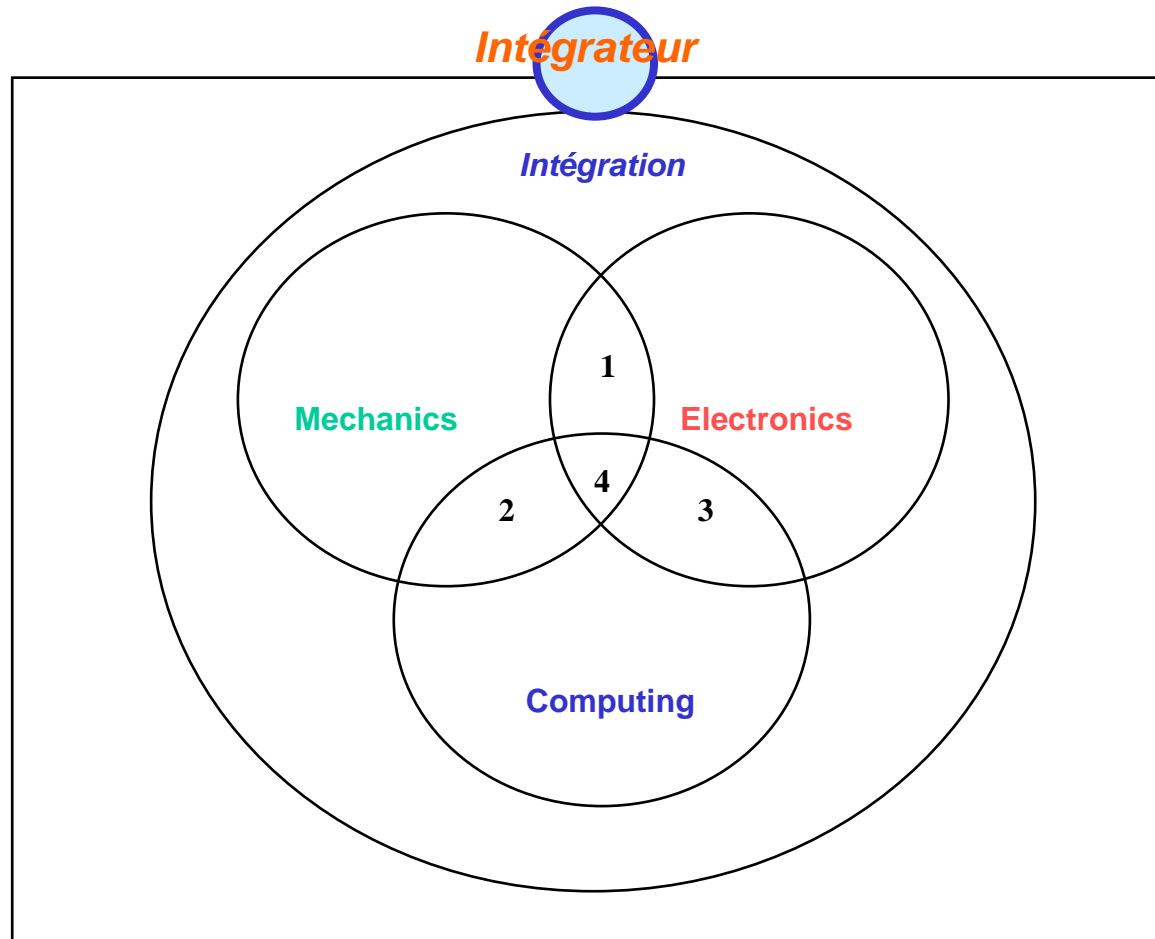 Intégrateur
Intégration
1
Mechanics
Electronics
4
2
3
Computing